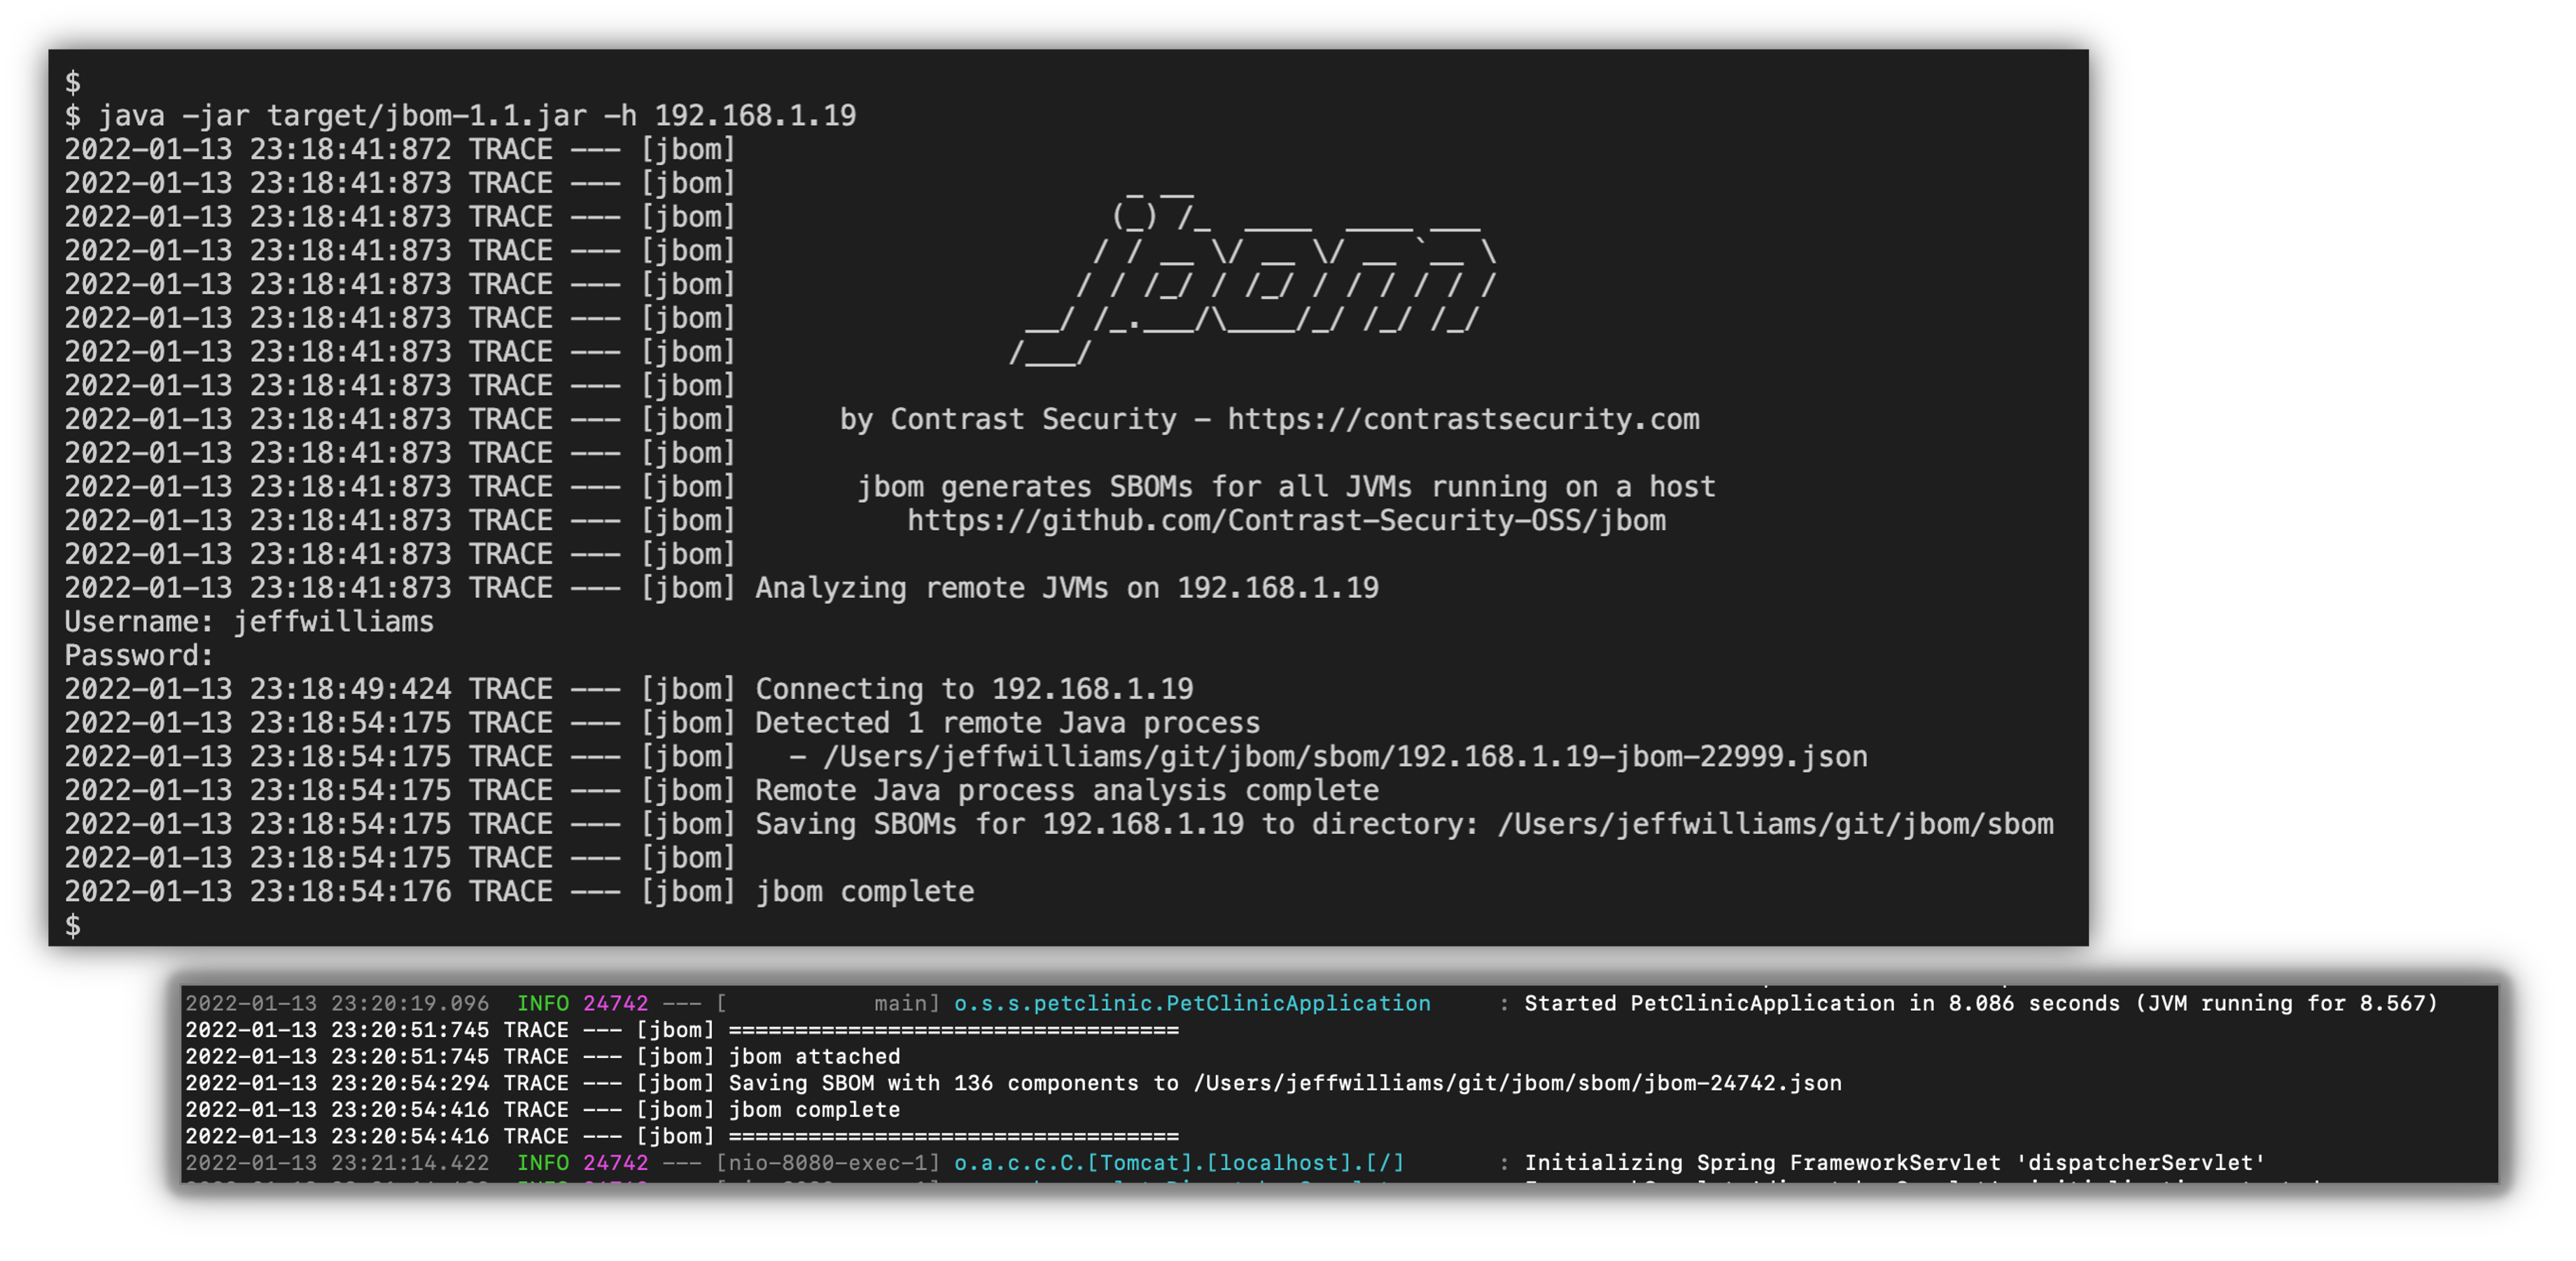 $
$ java -jar target/jbom-1.1.jar -h 192.168.1.19
2022-01-13 23:18:41:872 TRACE --- [jbom]
2022-01-13 23:18:41:873 TRACE --- [jbom]                        _ __
2022-01-13 23:18:41:873 TRACE --- [jbom]                       (_) /_  ____  ____ ___
2022-01-13 23:18:41:873 TRACE --- [jbom]                      / / __ \/ __ \/ __ `__ \
2022-01-13 23:18:41:873 TRACE --- [jbom]                     / / /_/ / /_/ / / / / / /
2022-01-13 23:18:41:873 TRACE --- [jbom]                  __/ /_.___/\____/_/ /_/ /_/
2022-01-13 23:18:41:873 TRACE --- [jbom]                 /___/
2022-01-13 23:18:41:873 TRACE --- [jbom]
2022-01-13 23:18:41:873 TRACE --- [jbom]       by Contrast Security - https://contrastsecurity.com
2022-01-13 23:18:41:873 TRACE --- [jbom]
2022-01-13 23:18:41:873 TRACE --- [jbom]        jbom generates SBOMs for all JVMs running on a host
2022-01-13 23:18:41:873 TRACE --- [jbom]           https://github.com/Contrast-Security-OSS/jbom
2022-01-13 23:18:41:873 TRACE --- [jbom]
2022-01-13 23:18:41:873 TRACE --- [jbom] Analyzing remote JVMs on 192.168.1.19
Username: jeffwilliams
Password:
2022-01-13 23:18:49:424 TRACE --- [jbom] Connecting to 192.168.1.19
2022-01-13 23:18:54:175 TRACE --- [jbom] Detected 1 remote Java process
2022-01-13 23:18:54:175 TRACE --- [jbom]   - /Users/jeffwilliams/git/jbom/sbom/192.168.1.19-jbom-22999.json
2022-01-13 23:18:54:175 TRACE --- [jbom] Remote Java process analysis complete
2022-01-13 23:18:54:175 TRACE --- [jbom] Saving SBOMs for 192.168.1.19 to directory: /Users/jeffwilliams/git/jbom/sbom
2022-01-13 23:18:54:175 TRACE --- [jbom]
2022-01-13 23:18:54:176 TRACE --- [jbom] jbom complete
$
2022-01-13 23:20:19.096  INFO 24742 --- [           main] o.s.s.petclinic.PetClinicApplication     : Started PetClinicApplication in 8.086 seconds (JVM running for 8.567)
2022-01-13 23:20:51:745 TRACE --- [jbom] ==================================
2022-01-13 23:20:51:745 TRACE --- [jbom] jbom attached
2022-01-13 23:20:54:294 TRACE --- [jbom] Saving SBOM with 136 components to /Users/jeffwilliams/git/jbom/sbom/jbom-24742.json
2022-01-13 23:20:54:416 TRACE --- [jbom] jbom complete
2022-01-13 23:20:54:416 TRACE --- [jbom] ==================================
2022-01-13 23:21:14.422  INFO 24742 --- [nio-8080-exec-1] o.a.c.c.C.[Tomcat].[localhost].[/]       : Initializing Spring FrameworkServlet 'dispatcherServlet'